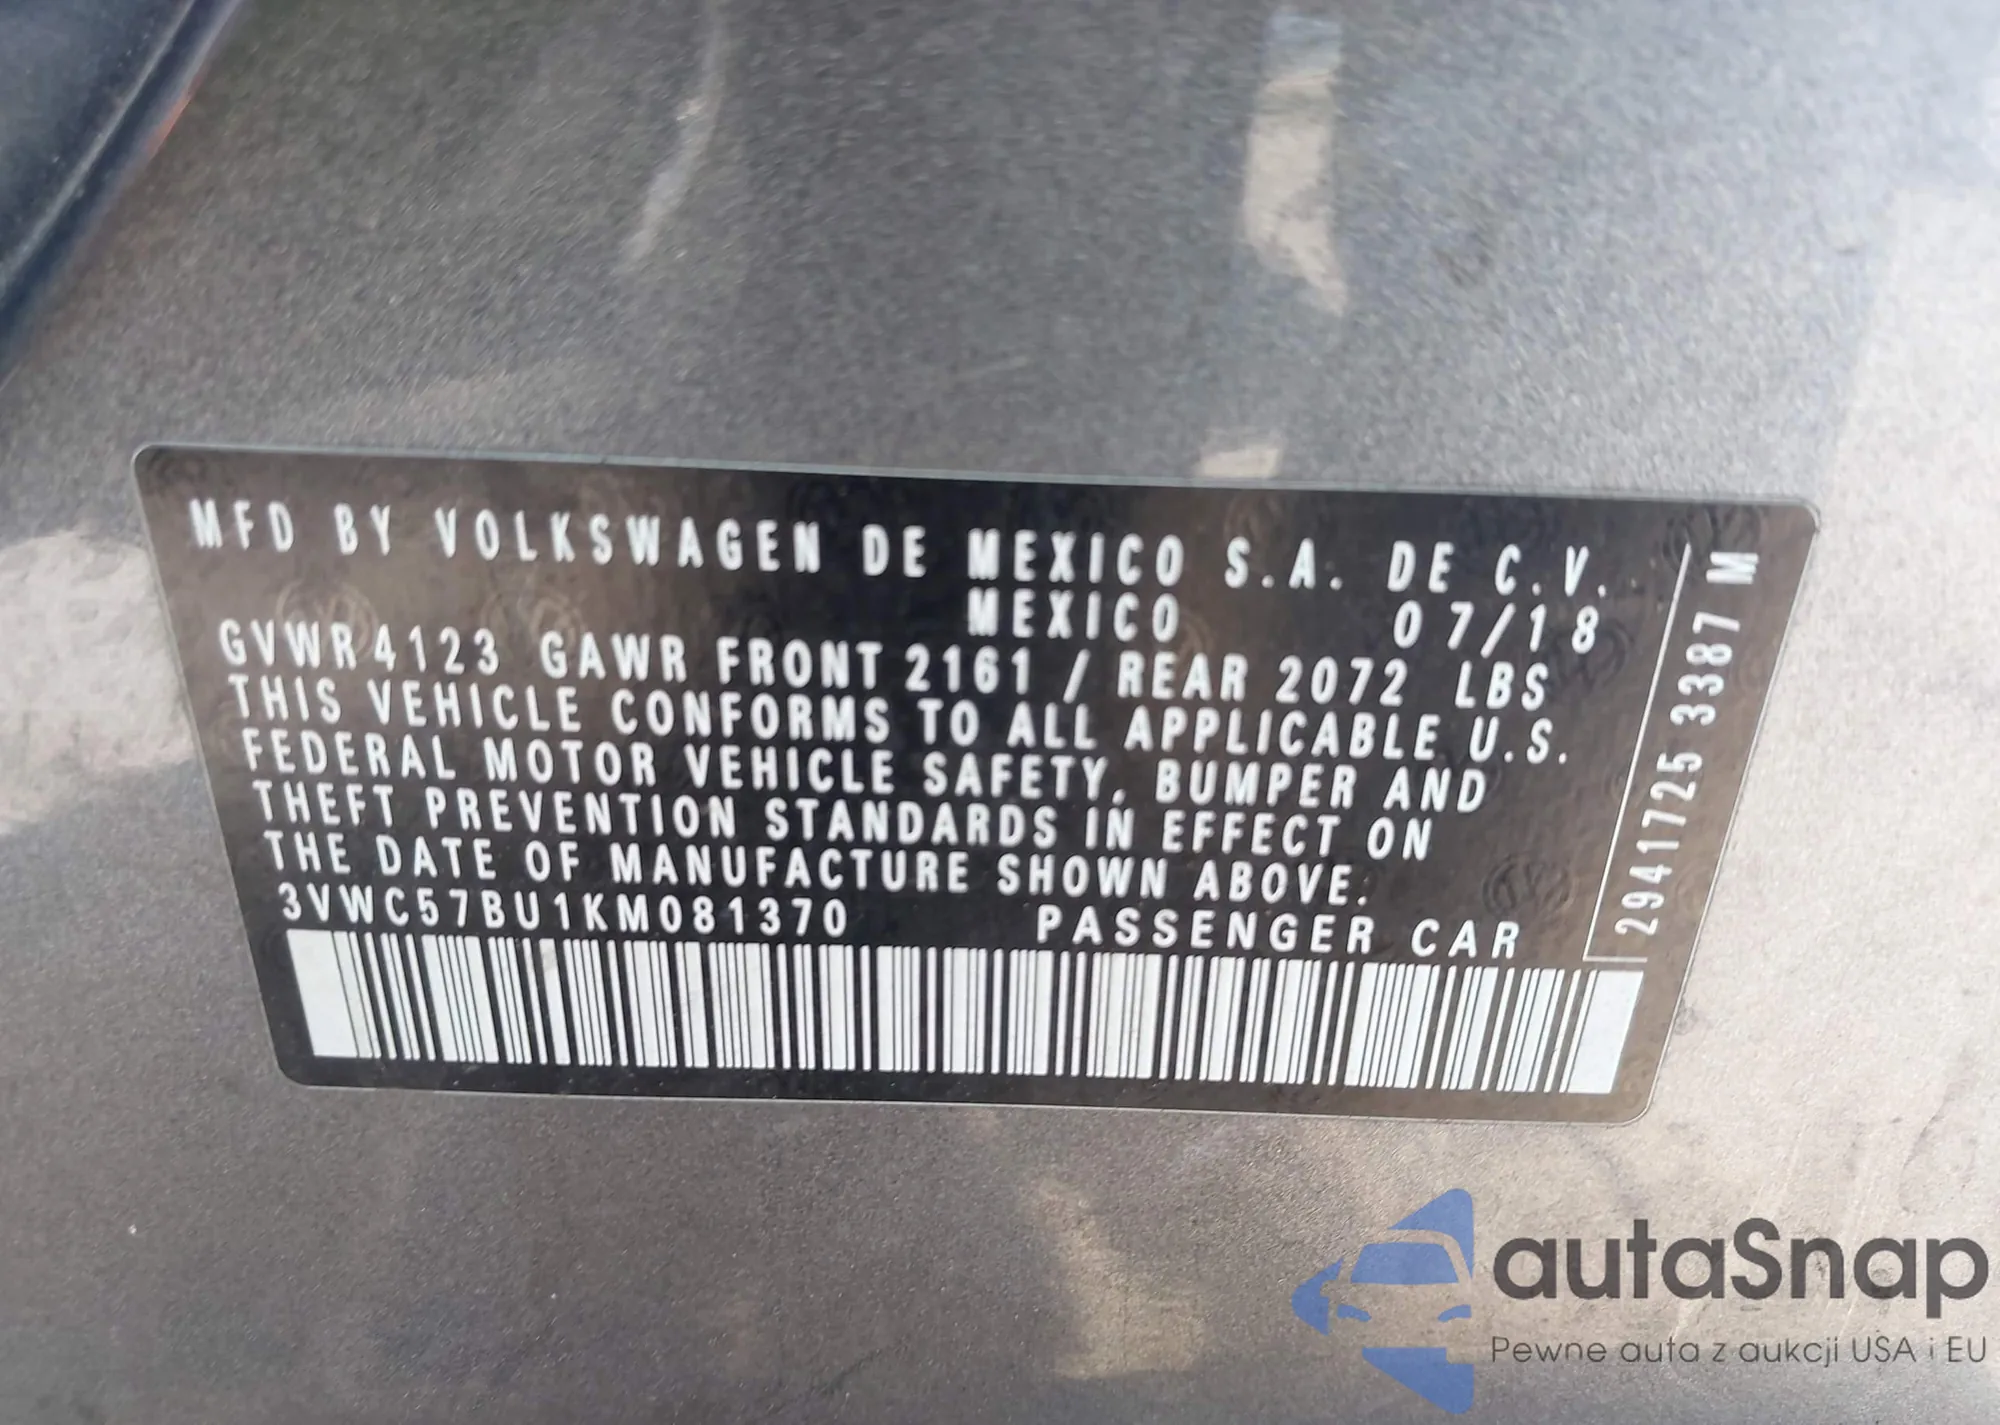 MFD BY VOLKSWAGEN DE MEXICO S.A. DE C.V.
MEXICO 07/18
GVWR 4123 GAWR FRONT 2161 / REAR 2072 LBS
THIS VEHICLE CONFORMS TO ALL APPLICABLE U.S.
FEDERAL MOTOR VEHICLE SAFETY, BUMPER AND
THEFT PREVENTION STANDARDS IN EFFECT ON
THE DATE OF MANUFACTURE SHOWN ABOVE.
3VWC57BU1KM081370 PASSENGER CAR
29417725 3387 M
autaSnap
Pewne auta z aukcji USA i EU